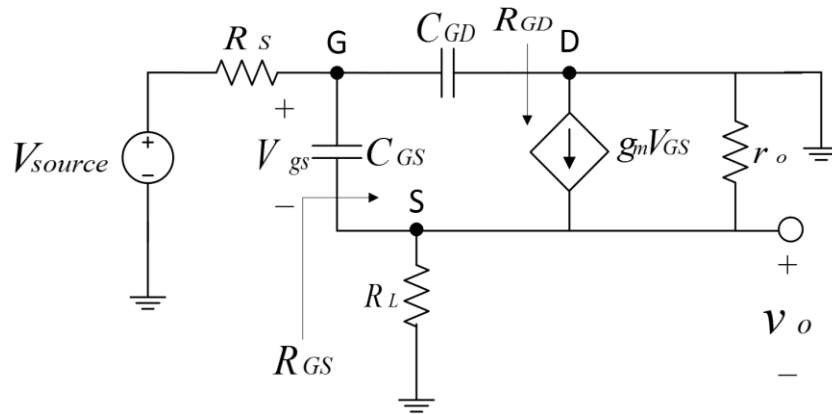 R S
G
C GD
R GD
D
+
V source
+
−
V gs
C GS
g m V GS
r o
−
S
R L
R GS
+
v o
−